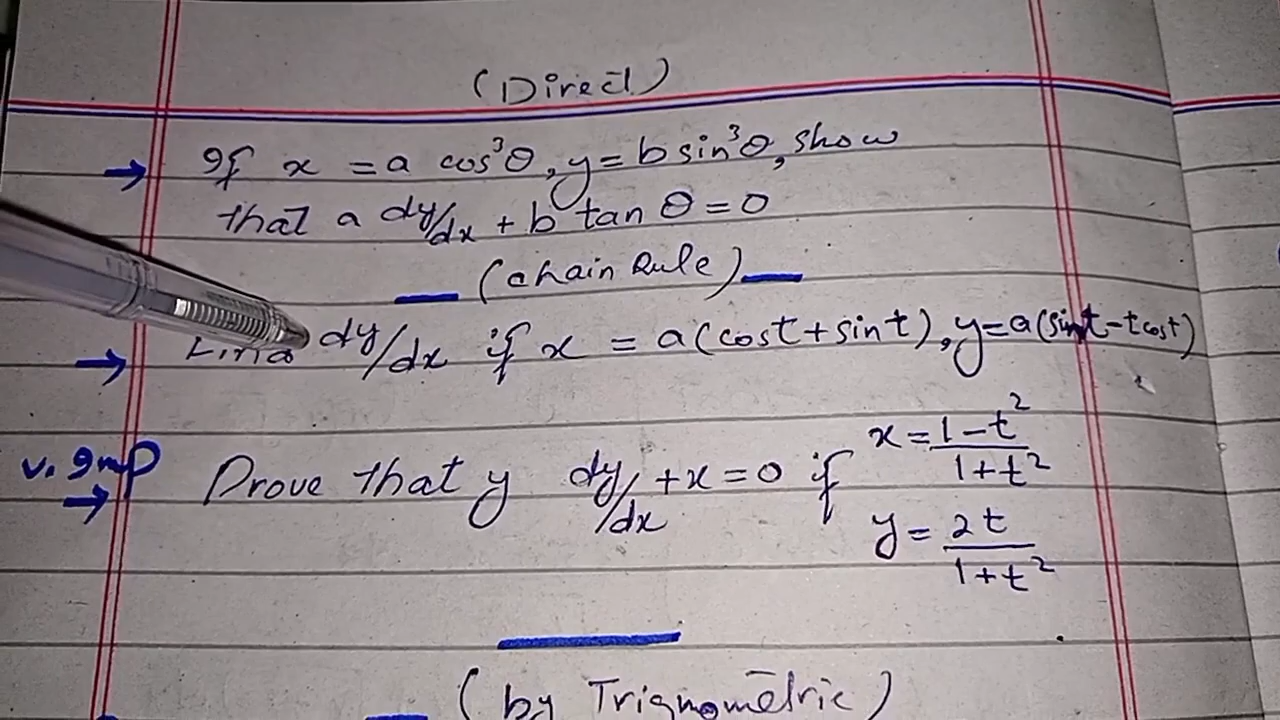 (Direct)
→ If x = a cos³θ, y = b sin³θ, show
that a dy/dx + b tan θ = 0
(Chain Rule)
→ Find dy/dx if x = a(cost + sint), y = a(sint - tcost)
v. Imp → Prove that y dy/dx + x = 0 if x = 1-t²/1+t²
y = 2t/1+t²
(by Trignometric)